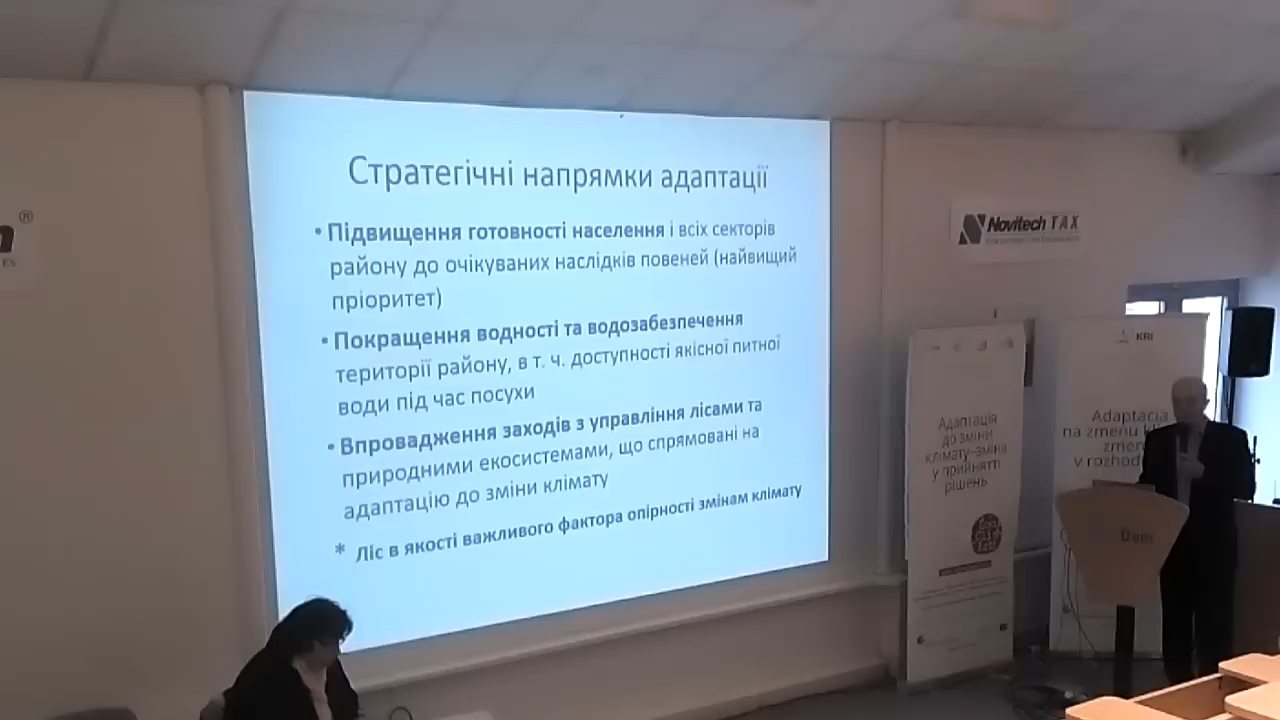 Стратегічні напрямки адаптації
• Підвищення готовності населення і всіх секторів
району до очікуваних наслідків повеней (найвищий
пріоритет)
• Покращення водності та водозабезпечення
території району, в т. ч. доступності якісної питної
води під час посухи
• Впровадження заходів з управління лісами та
природними екосистемами, що спрямовані на
адаптацію до зміни клімату
* Ліс в якості важливого фактора опірності змінам клімату
®
Novitech TAX
KRI
Адаптація
до зміни
клімату–зміна
у прийнятті
рішень
Adaptácia
na zmenu
v rozhod